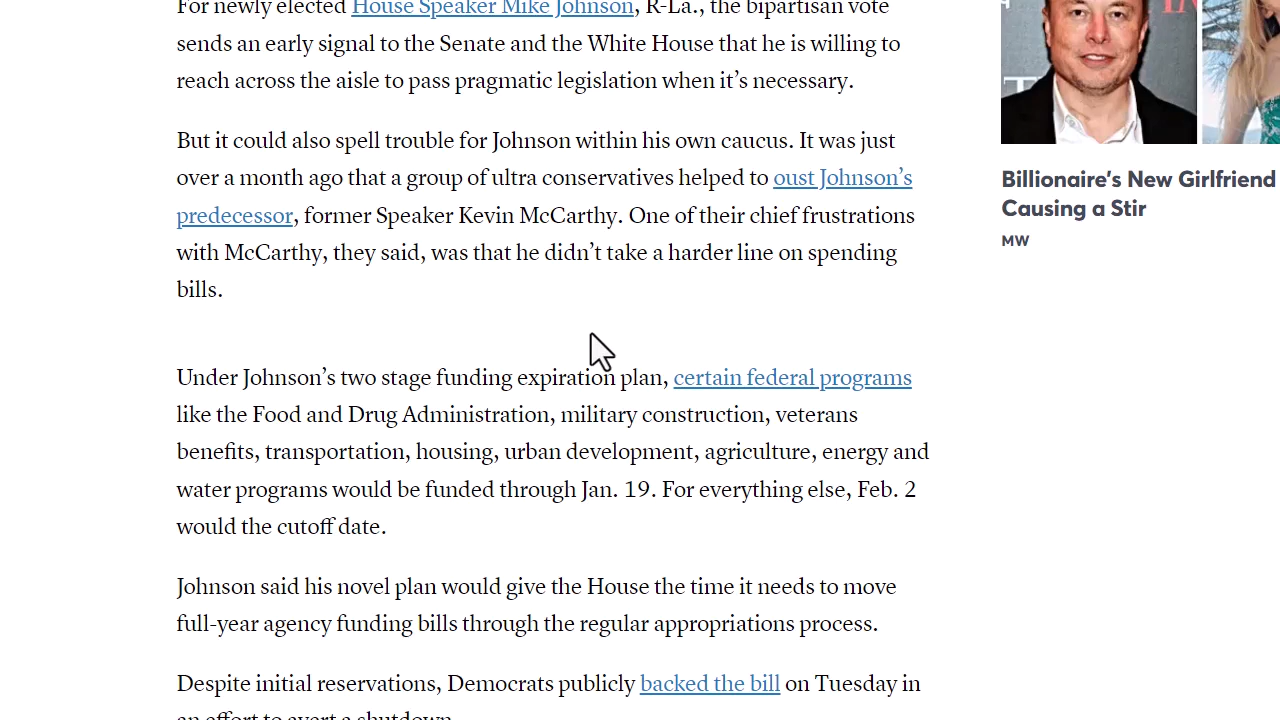 For newly elected House Speaker Mike Johnson, R-La., the bipartisan vote
sends an early signal to the Senate and the White House that he is willing to
reach across the aisle to pass pragmatic legislation when it’s necessary.
But it could also spell trouble for Johnson within his own caucus. It was just
over a month ago that a group of ultra conservatives helped to oust Johnson’s
predecessor, former Speaker Kevin McCarthy. One of their chief frustrations
with McCarthy, they said, was that he didn’t take a harder line on spending
bills.
Under Johnson’s two stage funding expiration plan, certain federal programs
like the Food and Drug Administration, military construction, veterans
benefits, transportation, housing, urban development, agriculture, energy and
water programs would be funded through Jan. 19. For everything else, Feb. 2
would the cutoff date.
Johnson said his novel plan would give the House the time it needs to move
full-year agency funding bills through the regular appropriations process.
Despite initial reservations, Democrats publicly backed the bill on Tuesday in
an effort to avert a shutdown.
Billionaire's New Girlfriend
Causing a Stir
MW